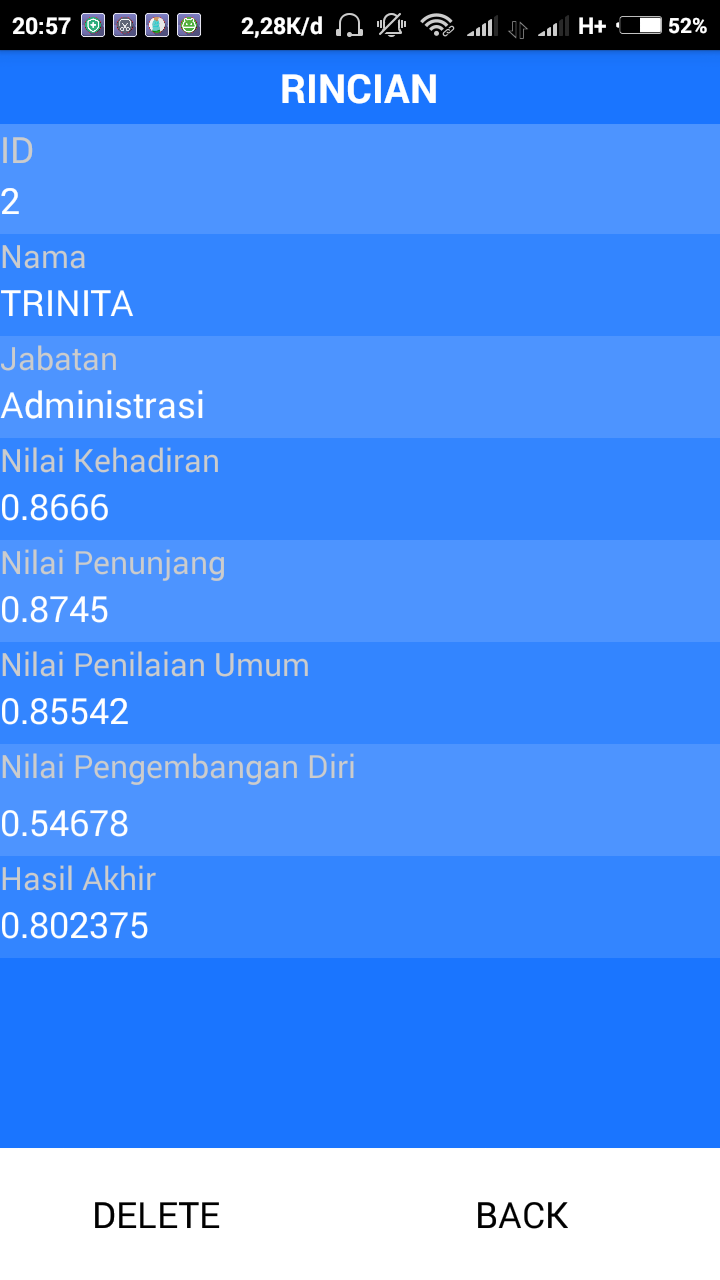 20:57 2,28K/d H+ 52%
RINCIAN
ID
2
Nama
TRINITA
Jabatan
Administrasi
Nilai Kehadiran
0.8666
Nilai Penunjang
0.8745
Nilai Penilaian Umum
0.85542
Nilai Pengembangan Diri
0.54678
Hasil Akhir
0.802375
DELETE BACK